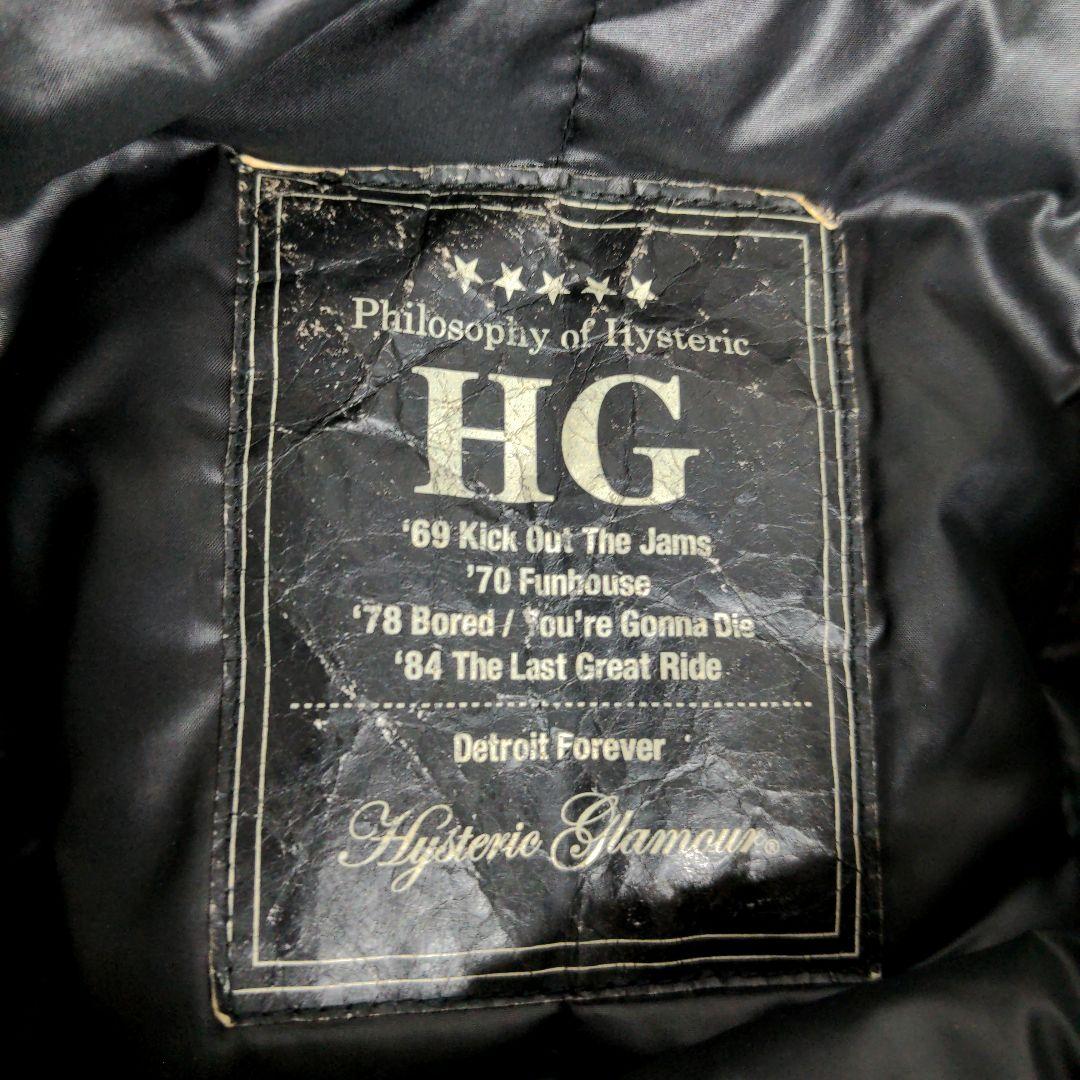 Philosophy of Hysteric
HG
‘69 Kick Out The Jams
’70 Funhouse
‘78 Bored / You’re Gonna Die
‘84 The Last Great Ride
Detroit Forever
Hysteric Glamour®